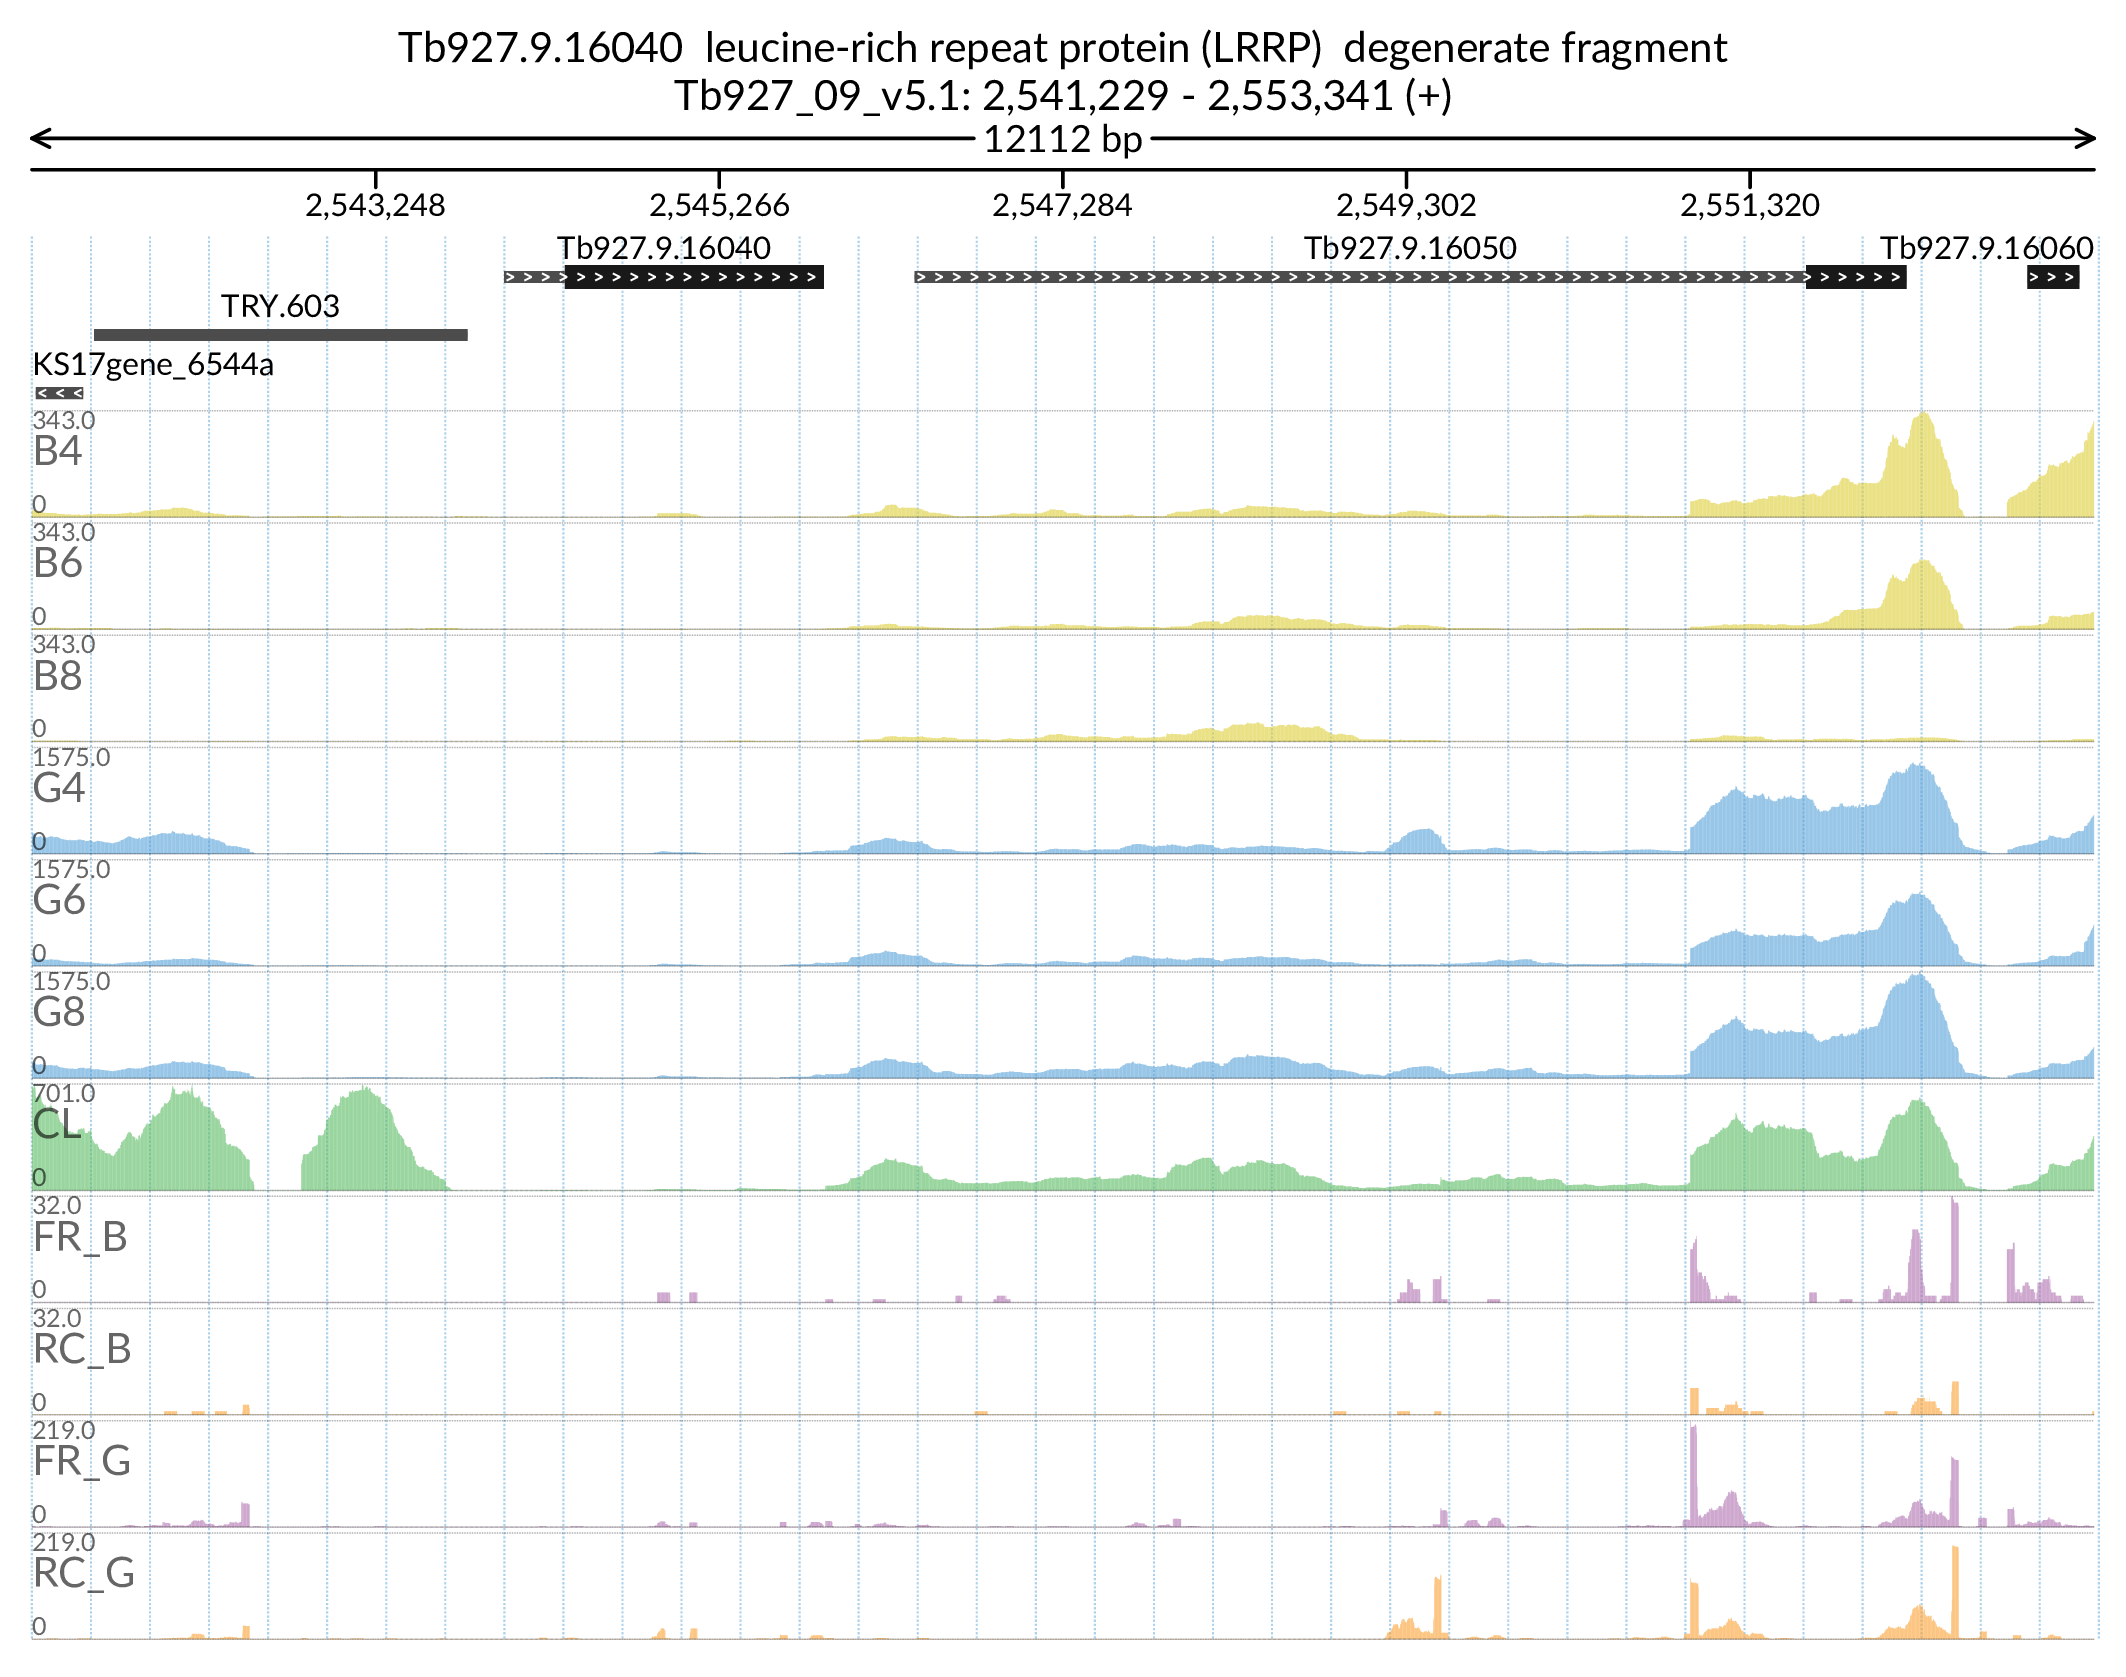 Tb927.9.16040  leucine-rich repeat protein (LRRP)  degenerate fragment
Tb927_09_v5.1: 2,541,229 - 2,553,341 (+)
12112 bp
2,543,248 2,545,266 2,547,284 2,549,302 2,551,320
Tb927.9.16040 Tb927.9.16050 Tb927.9.16060
TRY.603
KS17gene_6544a
343.0
B4
0
343.0
B6
0
343.0
B8
0
1575.0
G4
0
1575.0
G6
0
1575.0
G8
0
701.0
CL
0
32.0
FR_B
0
32.0
RC_B
0
219.0
FR_G
0
219.0
RC_G
0